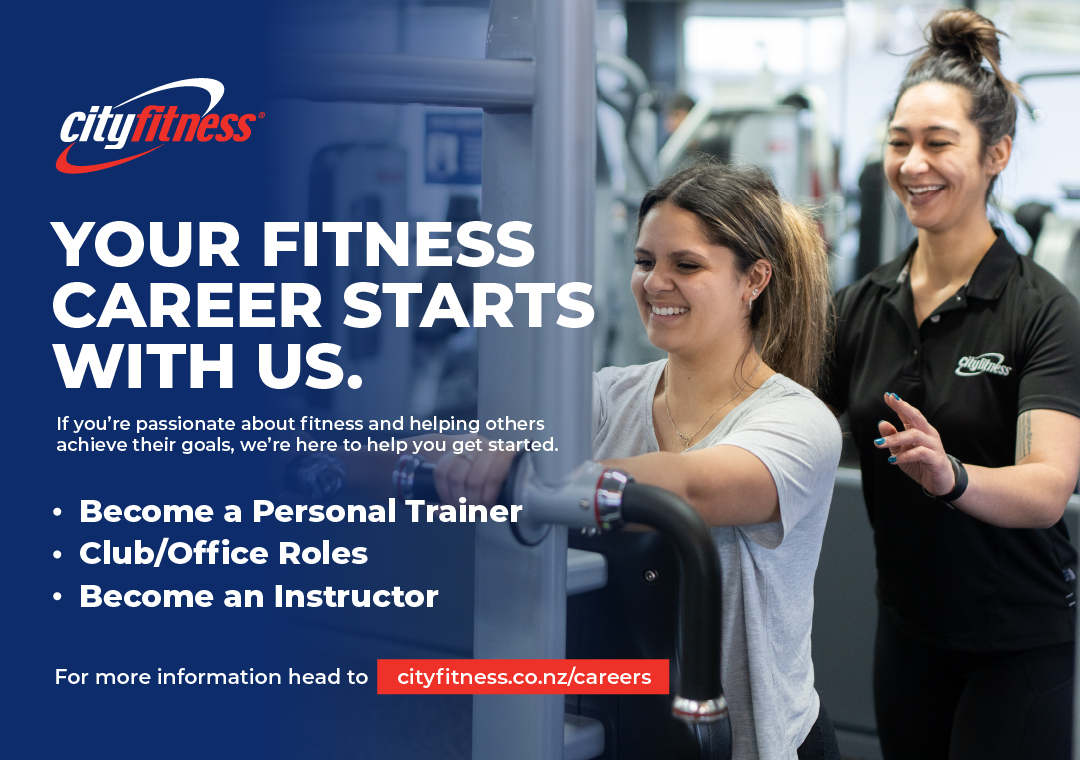 cityfitness®
YOUR FITNESS
CAREER STARTS
WITH US.
If you’re passionate about fitness and helping others
achieve their goals, we’re here to help you get started.
• Become a Personal Trainer
• Club/Office Roles
• Become an Instructor
For more information head to cityfitness.co.nz/careers
cityfitness